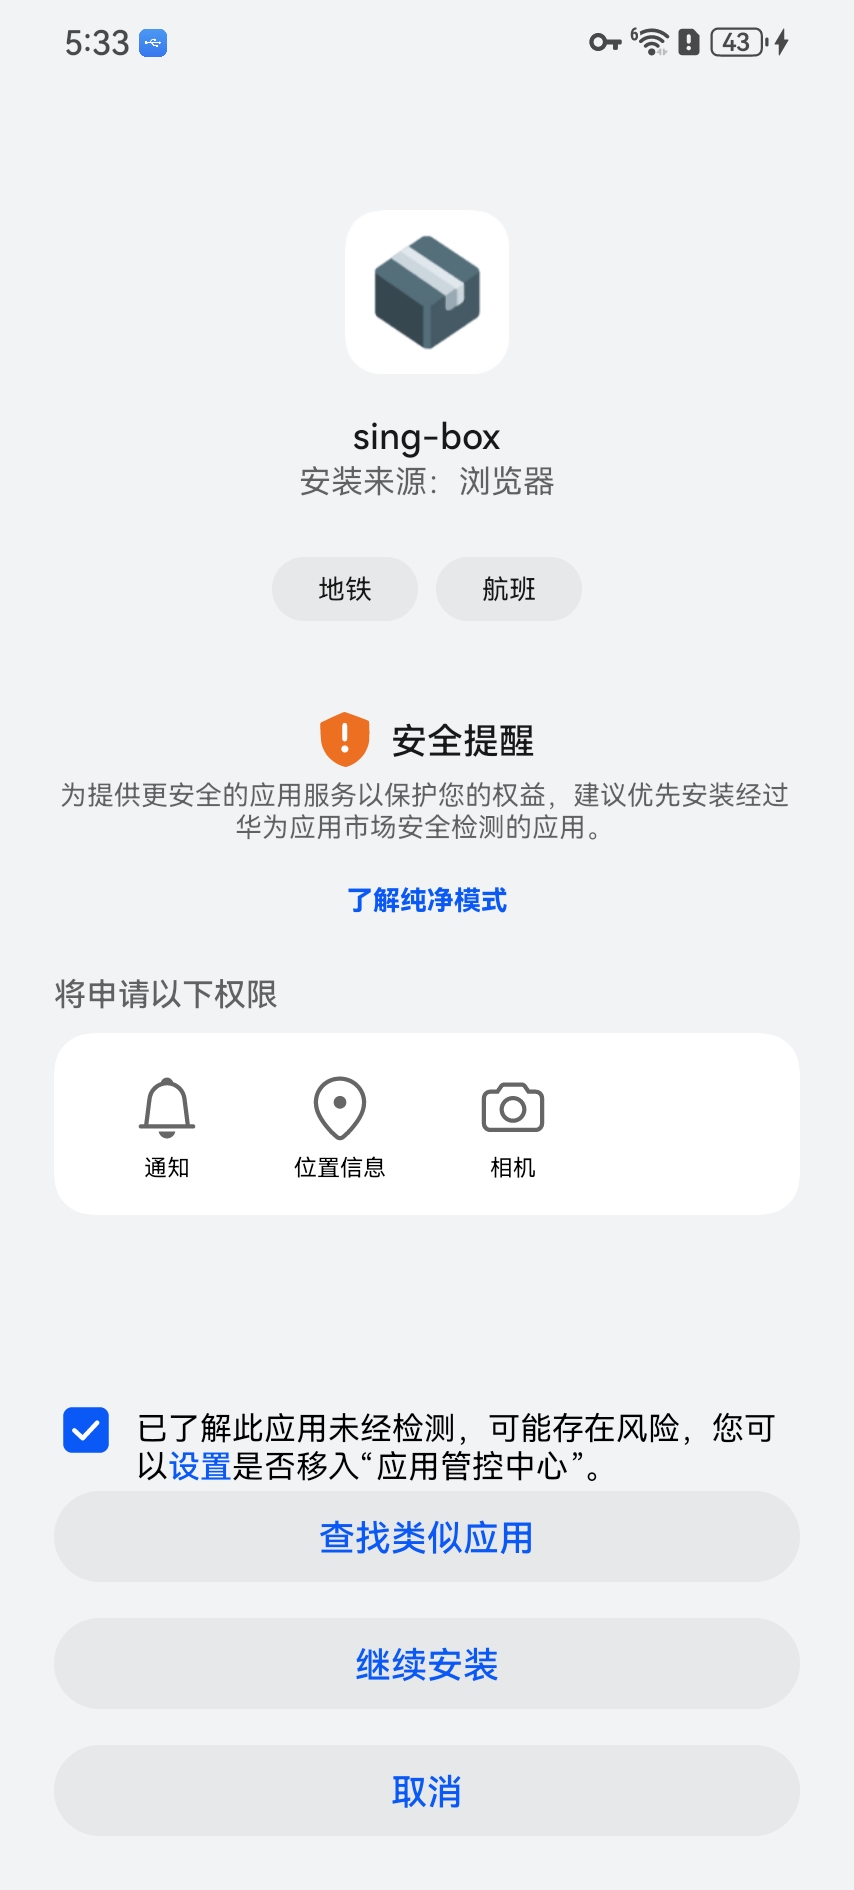 5:33
6
43
sing-box
安装来源：浏览器
地铁
航班
安全提醒
为提供更安全的应用服务以保护您的权益，建议优先安装经过
华为应用市场安全检测的应用。
了解纯净模式
将申请以下权限
通知
位置信息
相机
已了解此应用未经检测，可能存在风险，您可
以设置是否移入“应用管控中心”。
查找类似应用
继续安装
取消